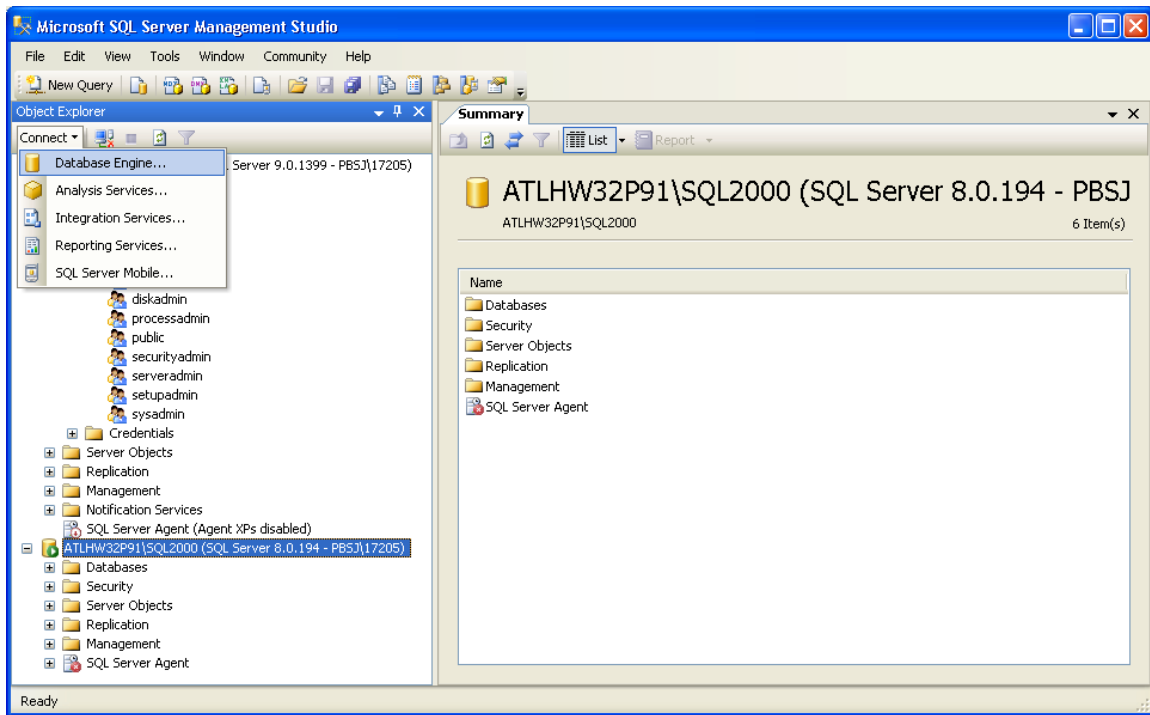 Microsoft SQL Server Management Studio
File Edit View Tools Window Community Help
New Query
Object Explorer
Connect
Database Engine...
Analysis Services...
Integration Services...
Reporting Services...
SQL Server Mobile...
Server 9.0.1399 - PBSJ\17205)
diskadmin
processadmin
public
securityadmin
serveradmin
setupadmin
sysadmin
Credentials
Server Objects
Replication
Management
Notification Services
SQL Server Agent (Agent XPs disabled)
ATLHW32P91\SQL2000 (SQL Server 8.0.194 - PBSJ\17205)
Databases
Security
Server Objects
Replication
Management
SQL Server Agent
Summary
List Report
ATLHW32P91\SQL2000 (SQL Server 8.0.194 - PBSJ
ATLHW32P91\SQL2000 6 Item(s)
Name
Databases
Security
Server Objects
Replication
Management
SQL Server Agent
Ready